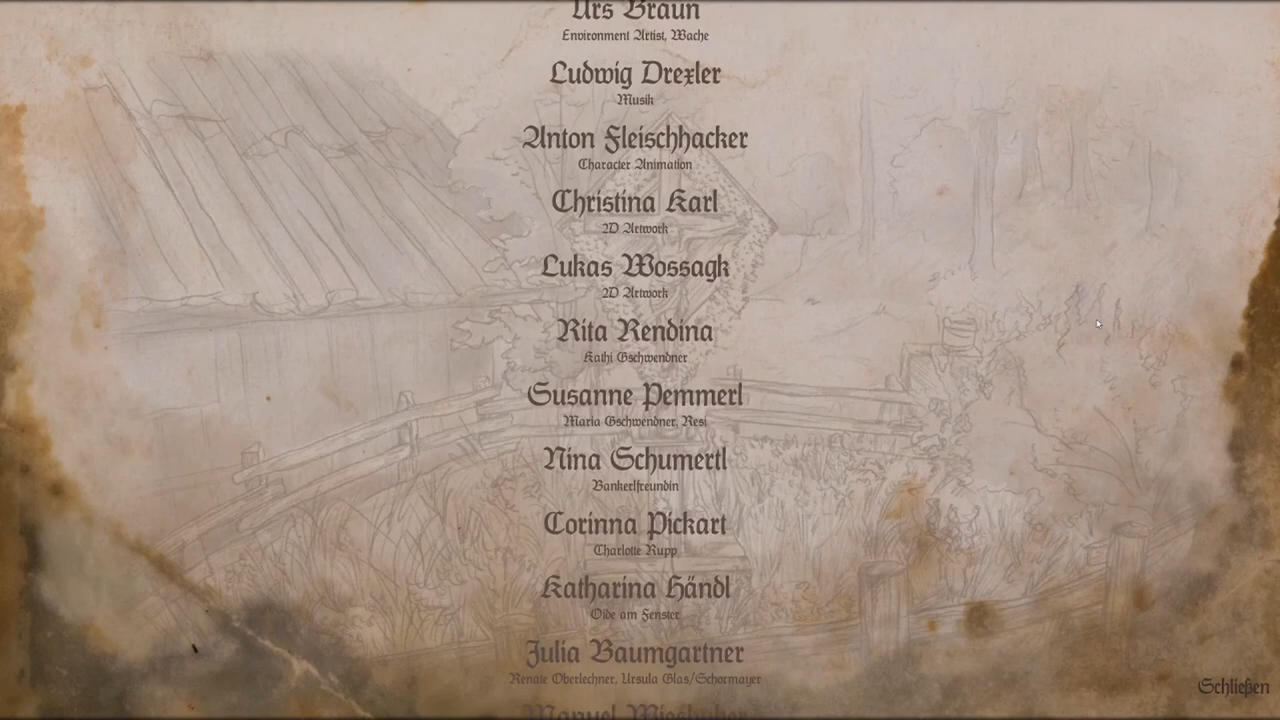 Urs Braun
Environment Artist, Wache
Ludwig Drexler
Musik
Anton Fleischhacker
Character Animation
Christina Karl
2D Artwork
Lukas Wossagk
2D Artwork
Rita Rendina
Kathi Gschwendner
Susanne Pemmerl
Maria Gschwendner, Resi
Nina Schumertl
Bankerlfreundin
Corinna Pickart
Charlotte Rupp
Katharina Händl
Oide am Fenster
Julia Baumgartner
Renate Oberlechner, Ursula Glas/Schormayer
Manuel Wieshuber
Schließen